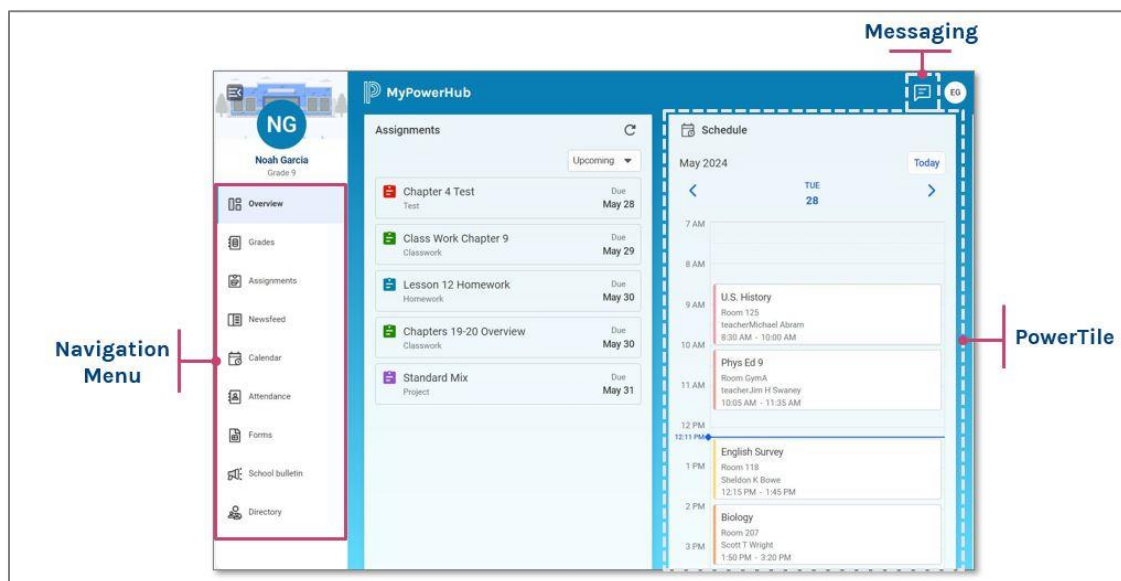 Messaging
MyPowerHub
EG
NG
Noah Garcia
Grade 9
Overview
Grades
Assignments
Newsfeed
Calendar
Attendance
Forms
School bulletin
Directory
Navigation
Menu
Assignments
Upcoming
Chapter 4 Test
Test
Due
May 28
Class Work Chapter 9
Classwork
Due
May 29
Lesson 12 Homework
Homework
Due
May 30
Chapters 19-20 Overview
Classwork
Due
May 30
Standard Mix
Project
Due
May 31
Schedule
May 2024
Today
TUE
28
7 AM
8 AM
9 AM
U.S. History
Room 125
teacherMichael Abram
8:30 AM - 10:00 AM
10 AM
Phys Ed 9
Room GymA
teacherJim H Swaney
10:05 AM - 11:35 AM
11 AM
12 PM
12:11 PM
English Survey
Room 118
Sheldon K Bowe
12:15 PM - 1:45 PM
1 PM
2 PM
Biology
Room 207
Scott T Wright
1:50 PM - 3:20 PM
3 PM
PowerTile